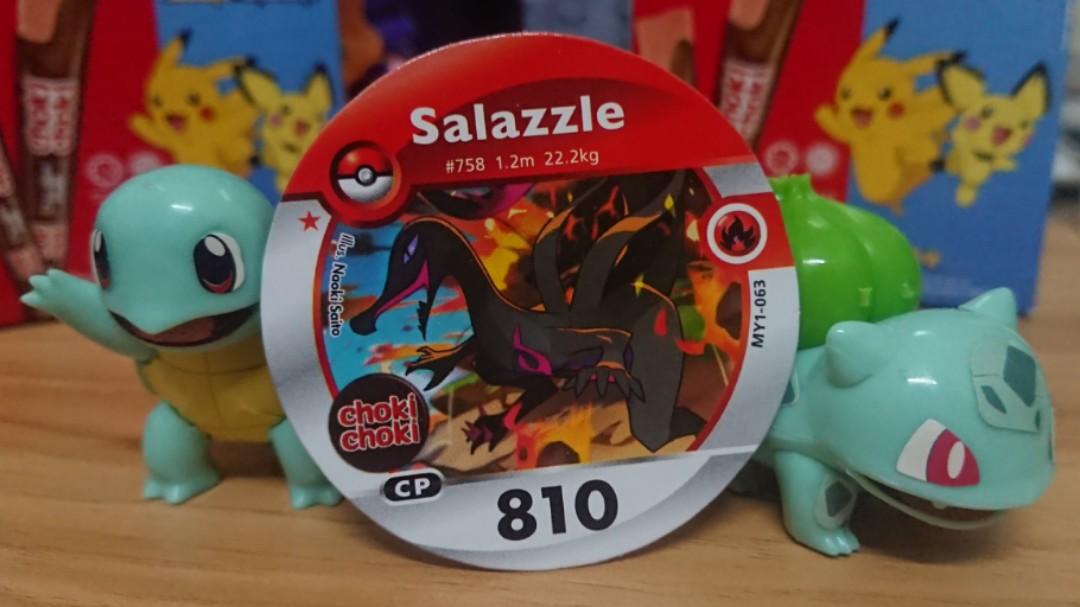 Salazzle
#758 1.2m 22.2kg
Illus. Naoki Saito
MY1-063
choki
choki
CP
810